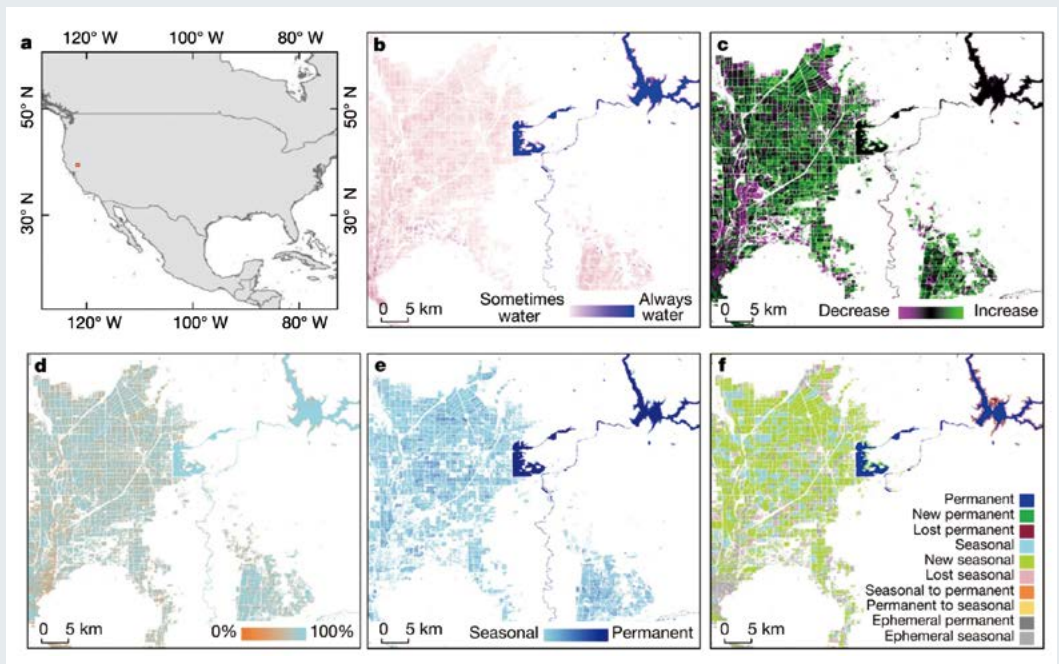 a
120° W 100° W 80° W
50° N
30° N
50° N
30° N
120° W 100° W 80° W
b
0 5 km
Sometimes water
Always water
c
0 5 km
Decrease
Increase
d
0 5 km
0%
100%
e
0 5 km
Seasonal
Permanent
f
0 5 km
Permanent
New permanent
Lost permanent
Seasonal
New seasonal
Lost seasonal
Seasonal to permanent
Permanent to seasonal
Ephemeral permanent
Ephemeral seasonal